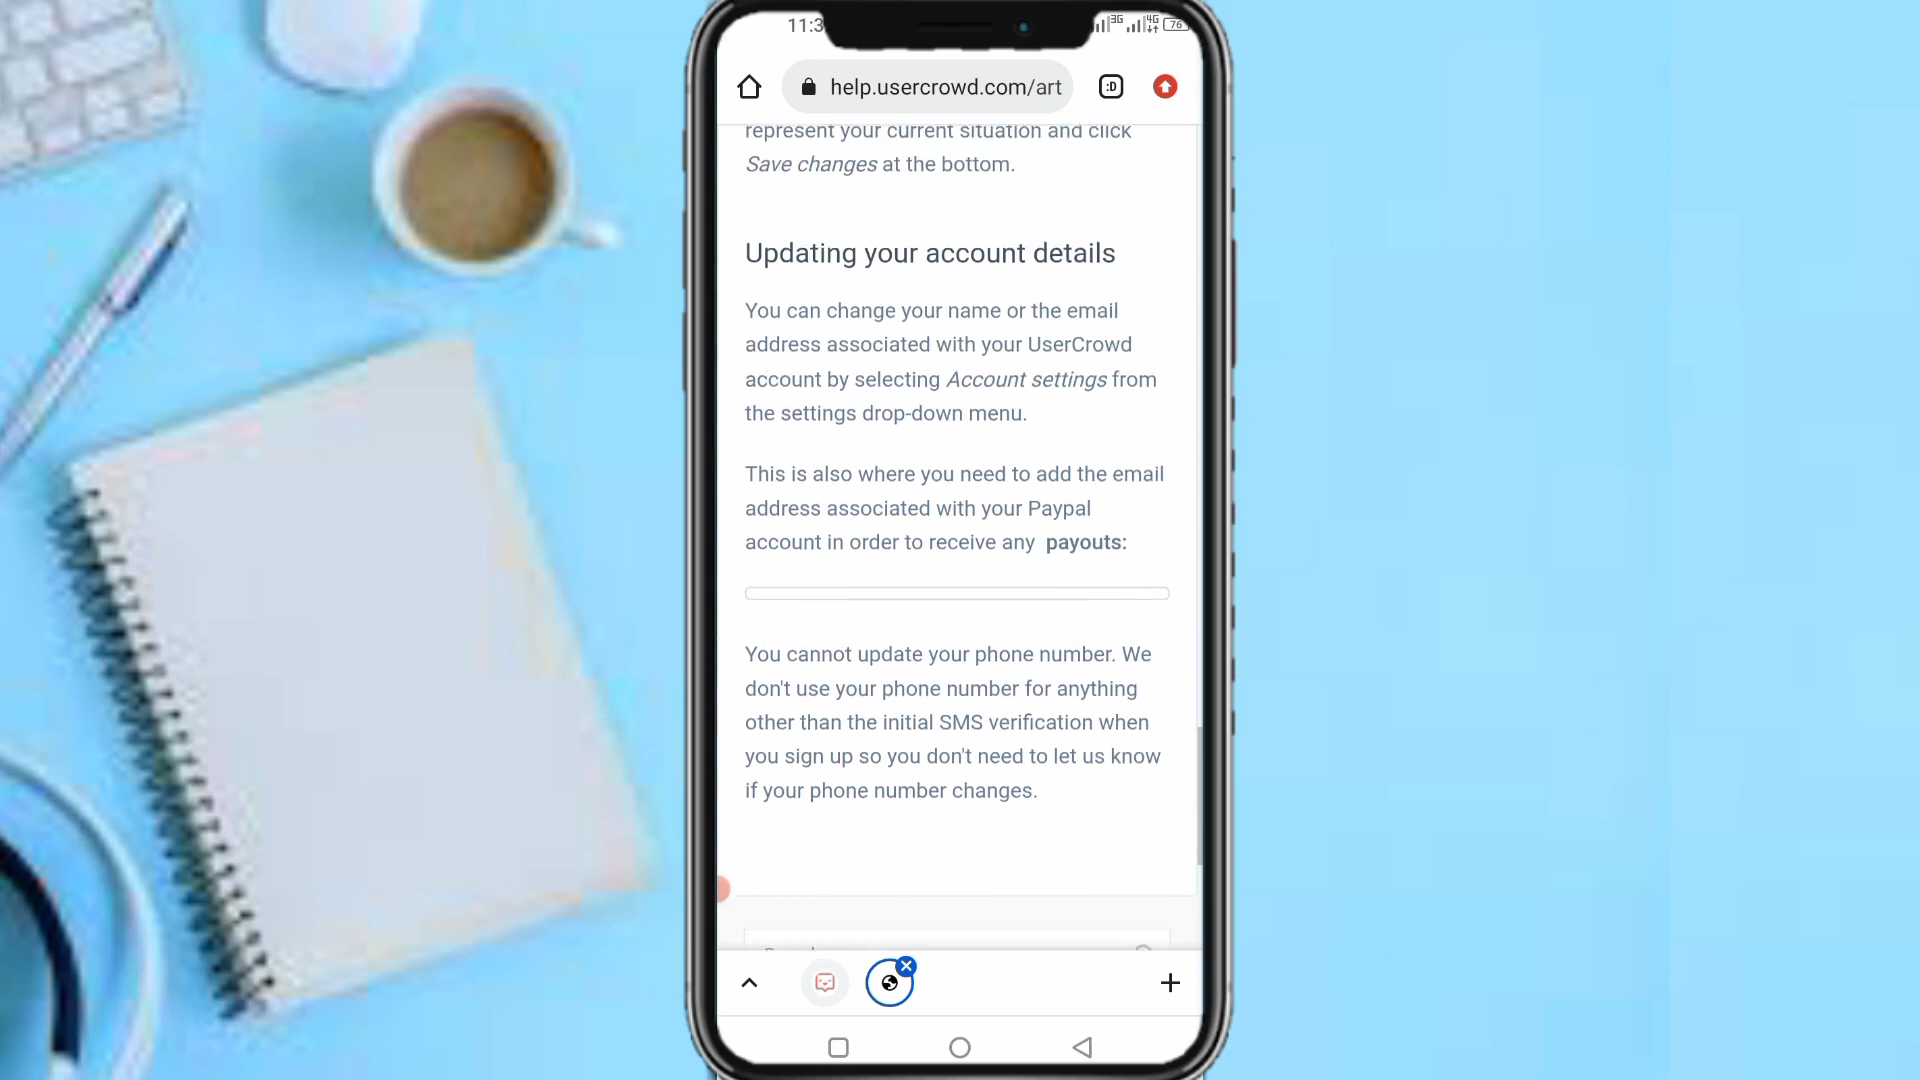 11:3
3G
4G
76
help.usercrowd.com/art
:D
represent your current situation and click
Save changes at the bottom.
Updating your account details
You can change your name or the email
address associated with your UserCrowd
account by selecting Account settings from
the settings drop-down menu.
This is also where you need to add the email
address associated with your Paypal
account in order to receive any payouts:
You cannot update your phone number. We
don't use your phone number for anything
other than the initial SMS verification when
you sign up so you don't need to let us know
if your phone number changes.